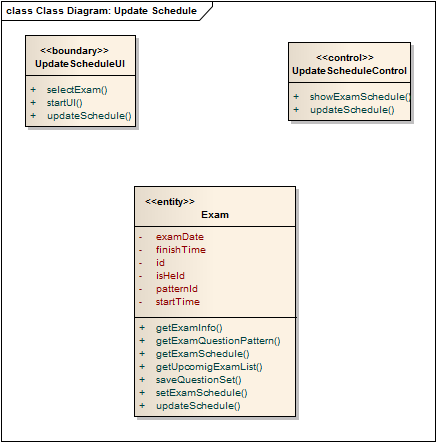 class Class Diagram: Update Schedule
<<boundary>>
UpdateScheduleUI
+ selectExam()
+ startUI()
+ updateSchedule()
<<control>>
UpdateScheduleControl
+ showExamSchedule()
+ updateSchedule()
<<entity>>
Exam
- examDate
- finishTime
- id
- isHeld
- patternId
- startTime
+ getExamInfo()
+ getExamQuestionPattern()
+ getExamSchedule()
+ getUpcomigExamList()
+ saveQuestionSet()
+ setExamSchedule()
+ updateSchedule()